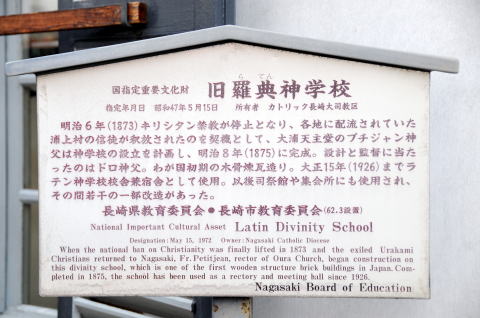 国指定重要文化財 旧羅典神学校
らてん
指定年月日 昭和47年5月15日 所有者 カトリック長崎大司教区
明治6年(1873)キリシタン禁教が停止となり、各地に配流されていた
浦上村の信徒が釈放されたのを契機として、大浦天主堂のプチジャン神
父は神学校の設立を計画し、明治8年(1875)に完成。設計と監督に当た
ったのはドロ神父。わが国初期の木骨煉瓦造り。大正15年(1926)までラ
テン神学校校舎兼宿舎として使用。以後司祭館や集会所にも使用され、
その間若干の一部改造があった。
長崎県教育委員会●長崎市教育委員会(62.3設置)
National Important Cultural Asset Latin Divinity School
Designation: May 15, 1972 Owner: Nagasaki Catholic Diocese
When the national ban on Christianity was finally lifted in 1873 and the exiled Urakami
Christians returned to Nagasaki, Fr. Petitjean, rector of Oura Church, began construction on
this divinity school, which is one of the first wooden structure brick buildings in Japan. Com-
pleted in 1875, the school has been used as a rectory and meeting hall since 1926.
Nagasaki Board of Education